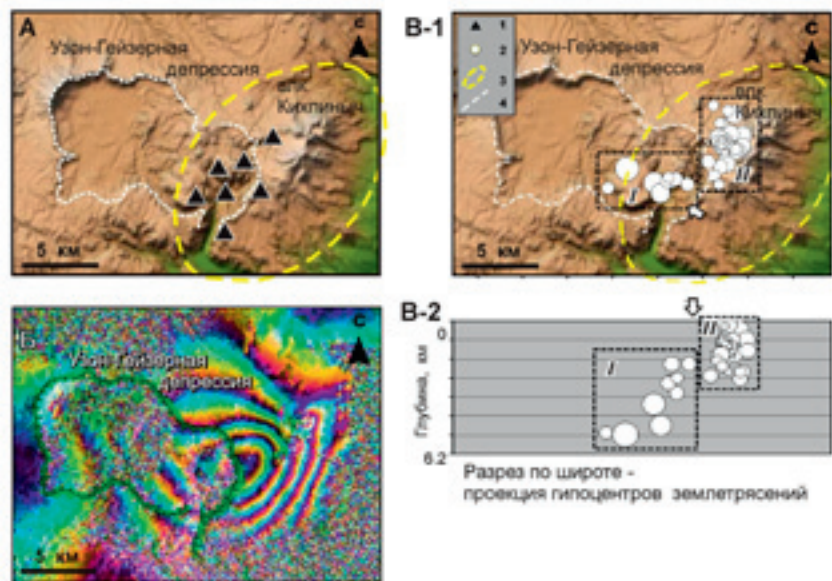 А
с
Узон-Гейзерная
депрессия
влк
Кихпиныч
5 км
В-1
1
2
3
4
с
Узон-Гейзерная
депрессия
влк
Кихпиныч
I
II
5 км
Б
с
Узон-Гейзерная
депрессия
5 км
В-2
0
Глубина, км
6.2
I
II
Разрез по широте -
проекция гипоцентров землетрясений